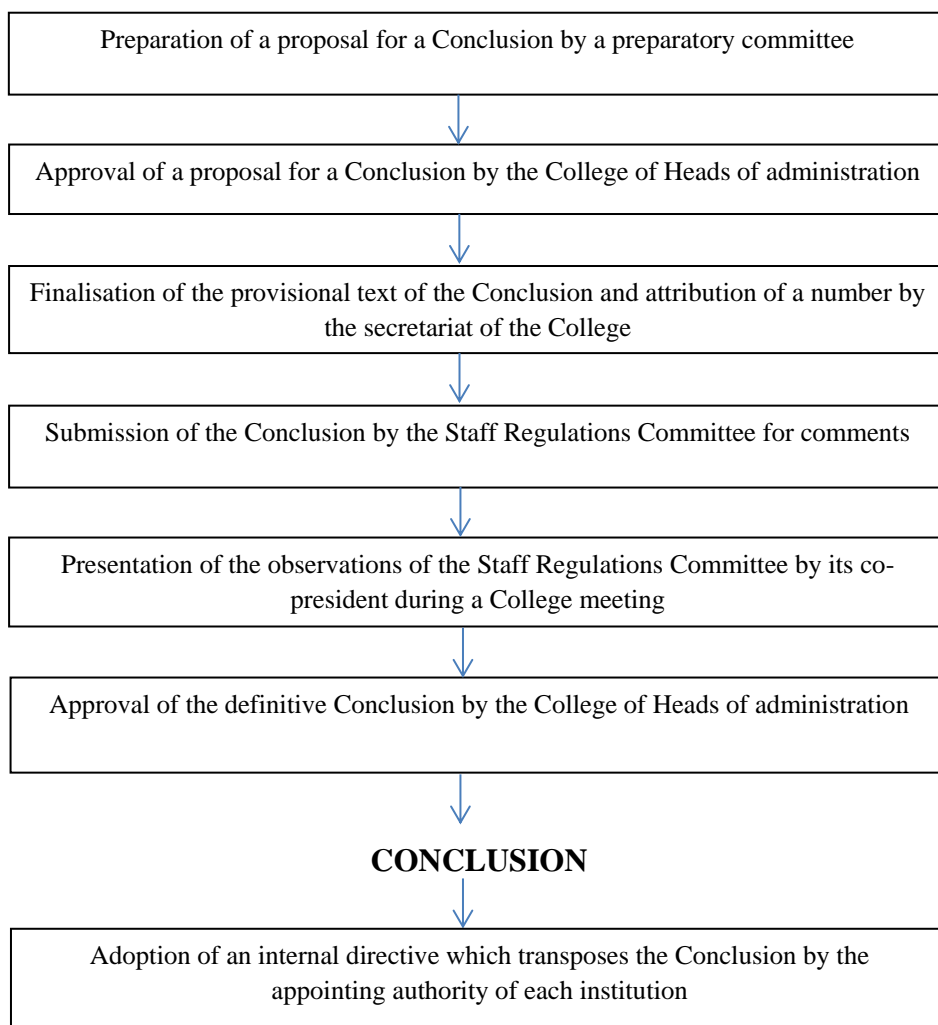 Preparation of a proposal for a Conclusion by a preparatory committee
Approval of a proposal for a Conclusion by the College of Heads of administration
Finalisation of the provisional text of the Conclusion and attribution of a number by
the secretariat of the College
Submission of the Conclusion by the Staff Regulations Committee for comments
Presentation of the observations of the Staff Regulations Committee by its co-
president during a College meeting
Approval of the definitive Conclusion by the College of Heads of administration
CONCLUSION
Adoption of an internal directive which transposes the Conclusion by the
appointing authority of each institution